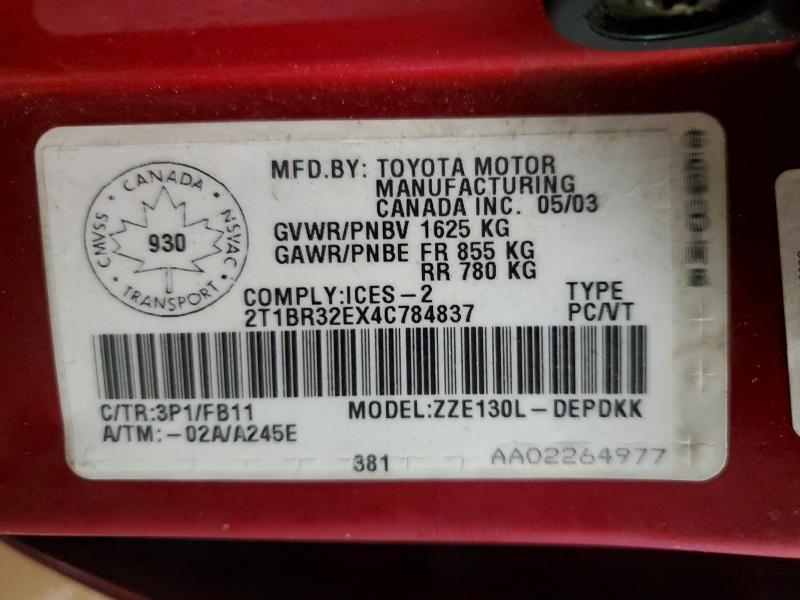 MFD.BY: TOYOTA MOTOR
MANUFACTURING
CANADA INC. 05/03
GVWR/PNBV 1625 KG
GAWR/PNBE FR 855 KG
RR 780 KG
CANADA
CMVSS 930 NSVAC
TRANSPORT
COMPLY:ICES-2 TYPE
2T1BR32EX4C784837 PC/VT
C/TR:3P1/FB11 MODEL:ZZE130L-DEPDKK
A/TM:-02A/A245E
381 AA02264977